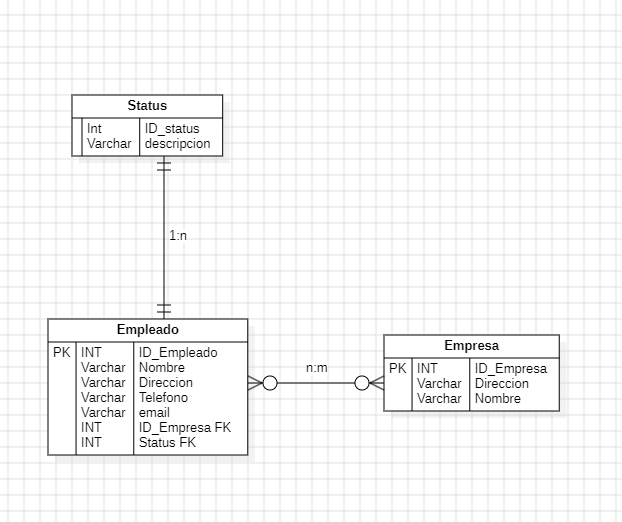 Status
Int ID_status
Varchar descripcion
1:n
Empleado
PK INT ID_Empleado
Varchar Nombre
Varchar Direccion
Varchar Telefono
Varchar email
INT ID_Empresa FK
INT Status FK
n:m
Empresa
PK INT ID_Empresa
Varchar Direccion
Varchar Nombre